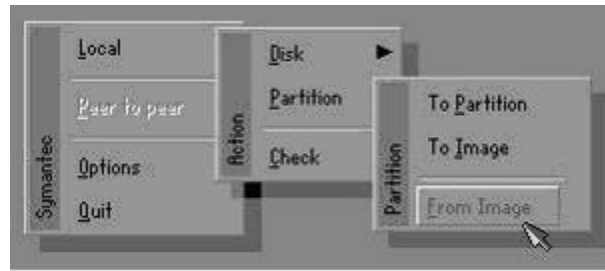 Symantec
Local
Peer to peer
Options
Quit
Action
Disk
Partition
Check
Partition
To Partition
To Image
From Image